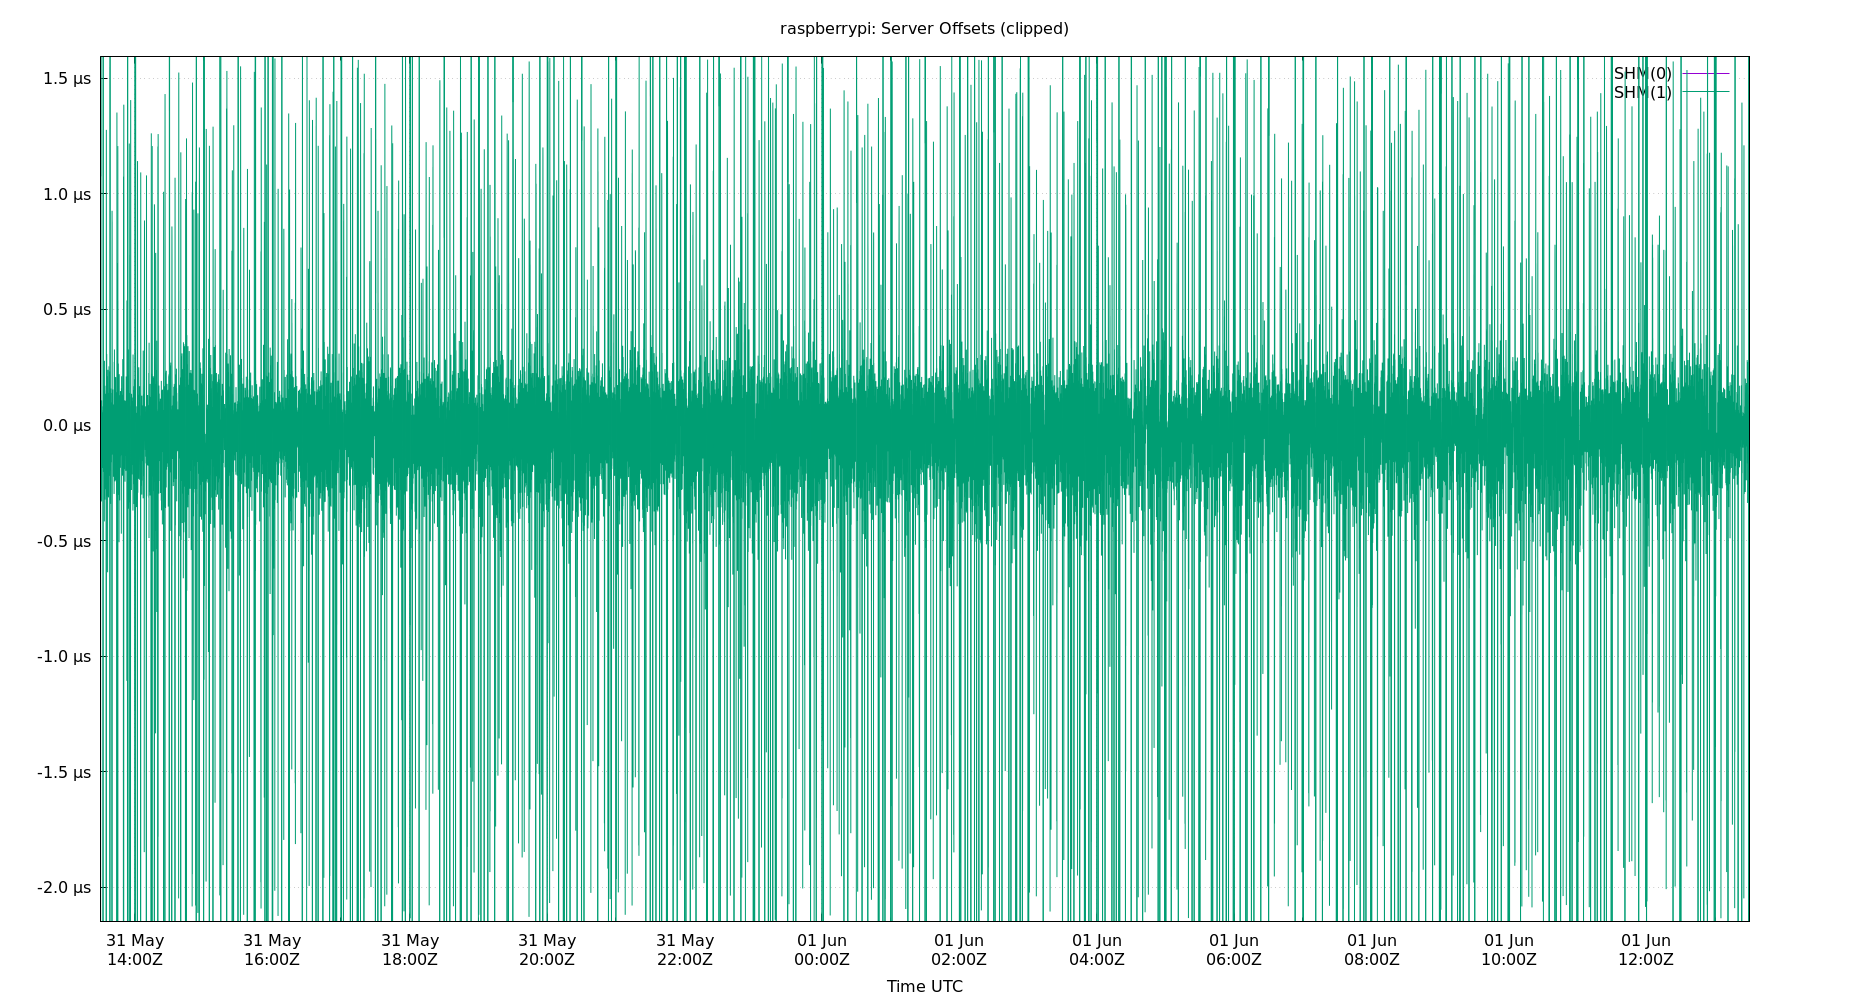 raspberrypi: Server Offsets (clipped)
SHM(0)
SHM(1)
1.5 µs
1.0 µs
0.5 µs
0.0 µs
-0.5 µs
-1.0 µs
-1.5 µs
-2.0 µs
31 May 31 May 31 May 31 May 31 May 01 Jun 01 Jun 01 Jun 01 Jun 01 Jun 01 Jun 01 Jun
14:00Z 16:00Z 18:00Z 20:00Z 22:00Z 00:00Z 02:00Z 04:00Z 06:00Z 08:00Z 10:00Z 12:00Z
Time UTC